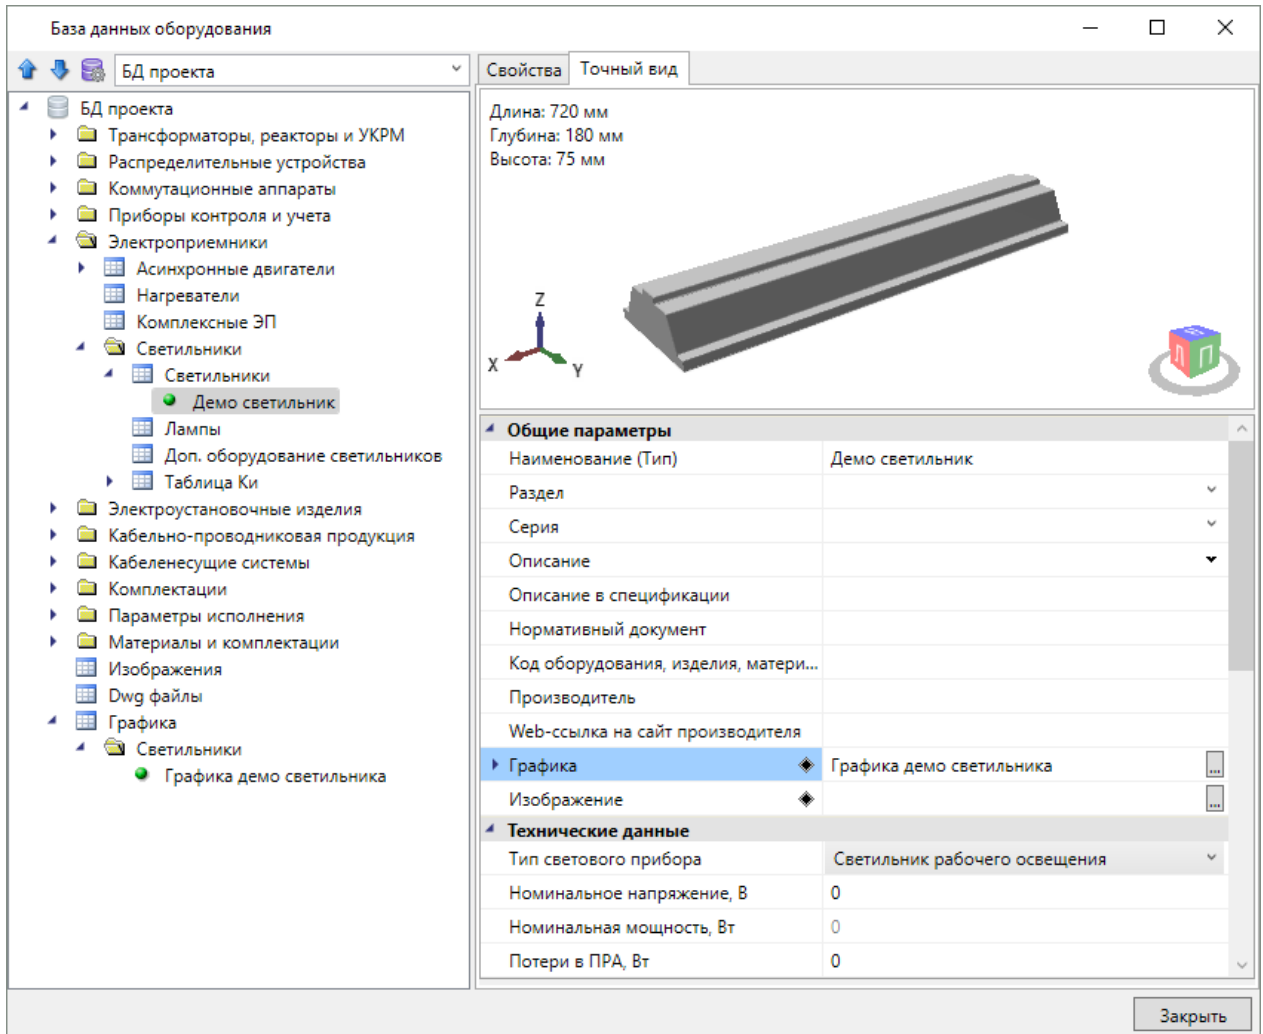 База данных оборудования
БД проекта
Свойства
Точный вид
БД проекта
Трансформаторы, реакторы и УКРМ
Распределительные устройства
Коммутационные аппараты
Приборы контроля и учета
Электроприемники
Асинхронные двигатели
Нагреватели
Комплексные ЭП
Светильники
Светильники
Демо светильник
Лампы
Доп. оборудование светильников
Таблица Ки
Электроустановочные изделия
Кабельно-проводниковая продукция
Кабеленесущие системы
Комплектации
Параметры исполнения
Материалы и комплектации
Изображения
Dwg файлы
Графика
Светильники
Графика демо светильника
Длина: 720 мм
Глубина: 180 мм
Высота: 75 мм
Z
X
Y
Л
П
Общие параметры
Наименование (Тип) Демо светильник
Раздел
Серия
Описание
Описание в спецификации
Нормативный документ
Код оборудования, изделия, матери...
Производитель
Web-ссылка на сайт производителя
Графика Графика демо светильника ...
Изображение ...
Технические данные
Тип светового прибора Светильник рабочего освещения
Номинальное напряжение, В 0
Номинальная мощность, Вт 0
Потери в ПРА, Вт 0
Закрыть